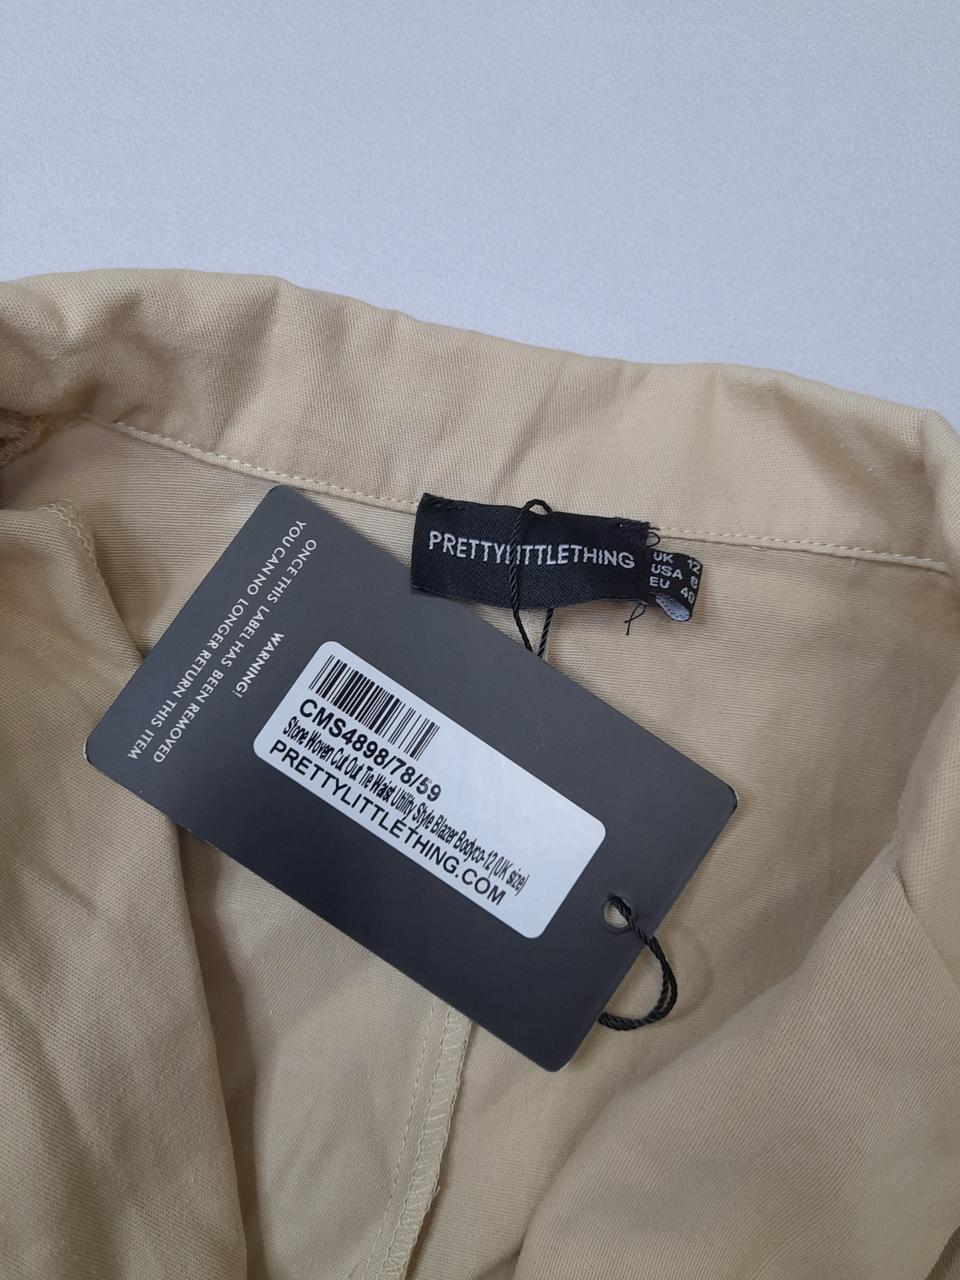 PRETTYLITTLETHING
UK 12
USA 8
EU 40
ONCE THIS LABEL HAS BEEN REMOVED
YOU CAN NO LONGER RETURN THIS ITEM
WARNING!
CMS4898/78/59
Stone Woven Cut Out Tie Waist Utility Style Blazer Bodyco-12 (UK size)
PRETTYLITTLETHING.COM